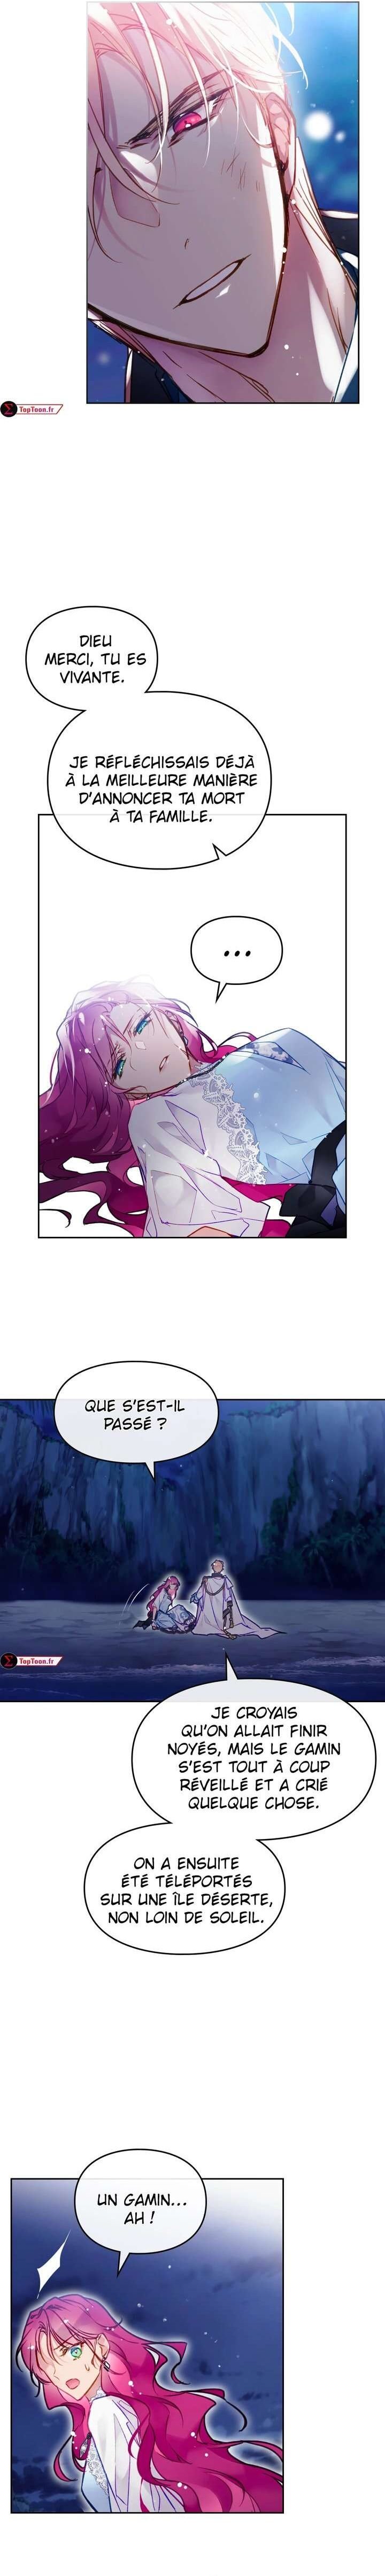 TopToon.fr
DIEU
MERCI, TU ES
VIVANTE.
JE RÉFLÉCHISSAIS DÉJÀ
À LA MEILLEURE MANIÈRE
D'ANNONCER TA MORT
À TA FAMILLE.
...
QUE S'EST-IL
PASSÉ ?
TopToon.fr
JE CROYAIS
QU'ON ALLAIT FINIR
NOYÉS, MAIS LE GAMIN
S'EST TOUT À COUP
RÉVEILLÉ ET A CRIÉ
QUELQUE CHOSE.
ON A ENSUITE
ÉTÉ TÉLÉPORTÉS
SUR UNE ÎLE DÉSERTE,
NON LOIN DE SOLEIL.
UN GAMIN...
AH !